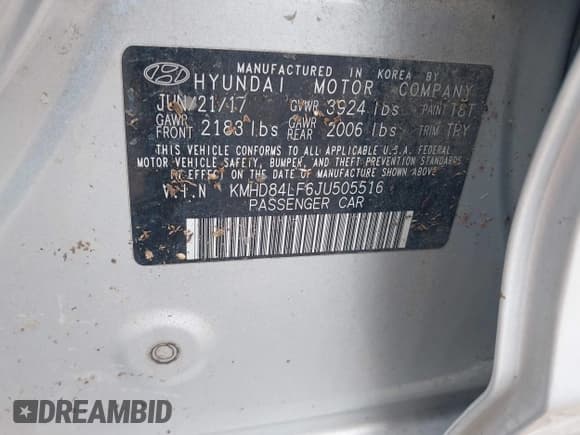 MANUFACTURED IN KOREA BY
HYUNDAI MOTOR COMPANY
JUN/21/17 GVWR 3924 lbs PAINT T8T
GAWR FRONT 2183 lbs GAWR REAR 2006 lbs TRIM TRY
THIS VEHICLE CONFORMS TO ALL APPLICABLE U.S.A. FEDERAL
MOTOR VEHICLE SAFETY, BUMPER, AND THEFT PREVENTION STANDARDS
IN EFFECT ON THE DATE OF MANUFACTURE SHOWN ABOVE.
V.I.N KMHD84LF6JU505516
PASSENGER CAR
DREAMBID